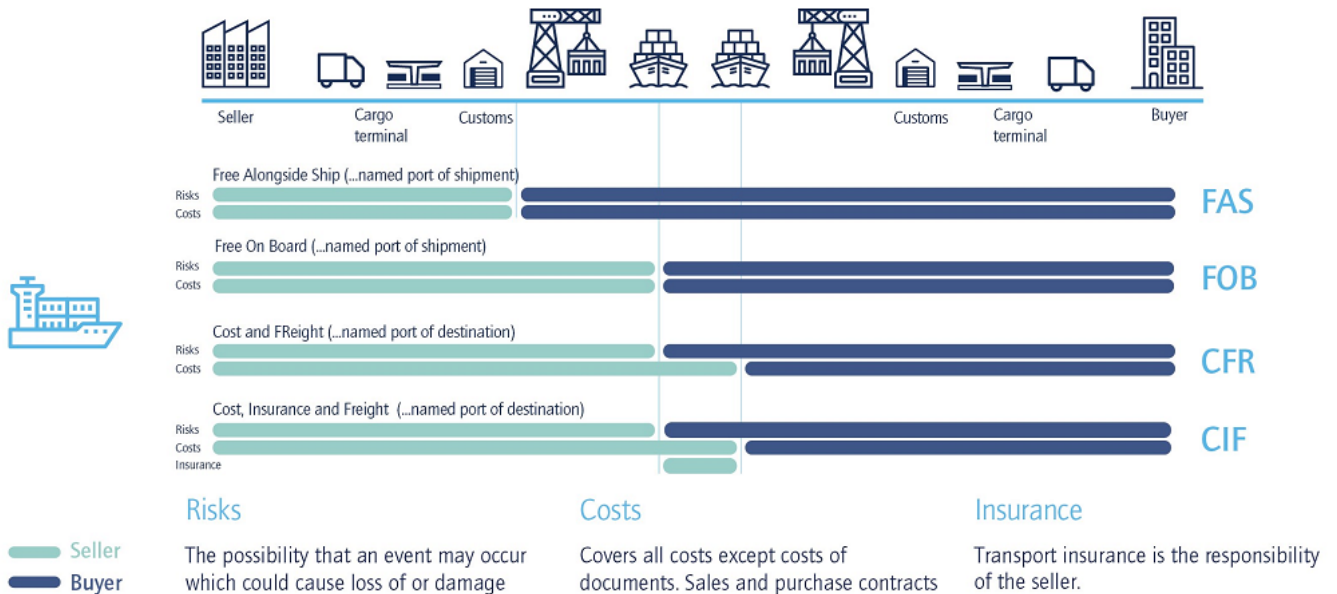 Seller
Cargo
terminal
Customs
Customs
Cargo
terminal
Buyer
Free Alongside Ship (...named port of shipment)
Risks
Costs
FAS
Free On Board (...named port of shipment)
Risks
Costs
FOB
Cost and FReight (...named port of destination)
Risks
Costs
CFR
Cost, Insurance and Freight (...named port of destination)
Risks
Costs
Insurance
CIF
Seller
Buyer
Risks
The possibility that an event may occur
which could cause loss of or damage
Costs
Covers all costs except costs of
documents. Sales and purchase contracts
Insurance
Transport insurance is the responsibility
of the seller.